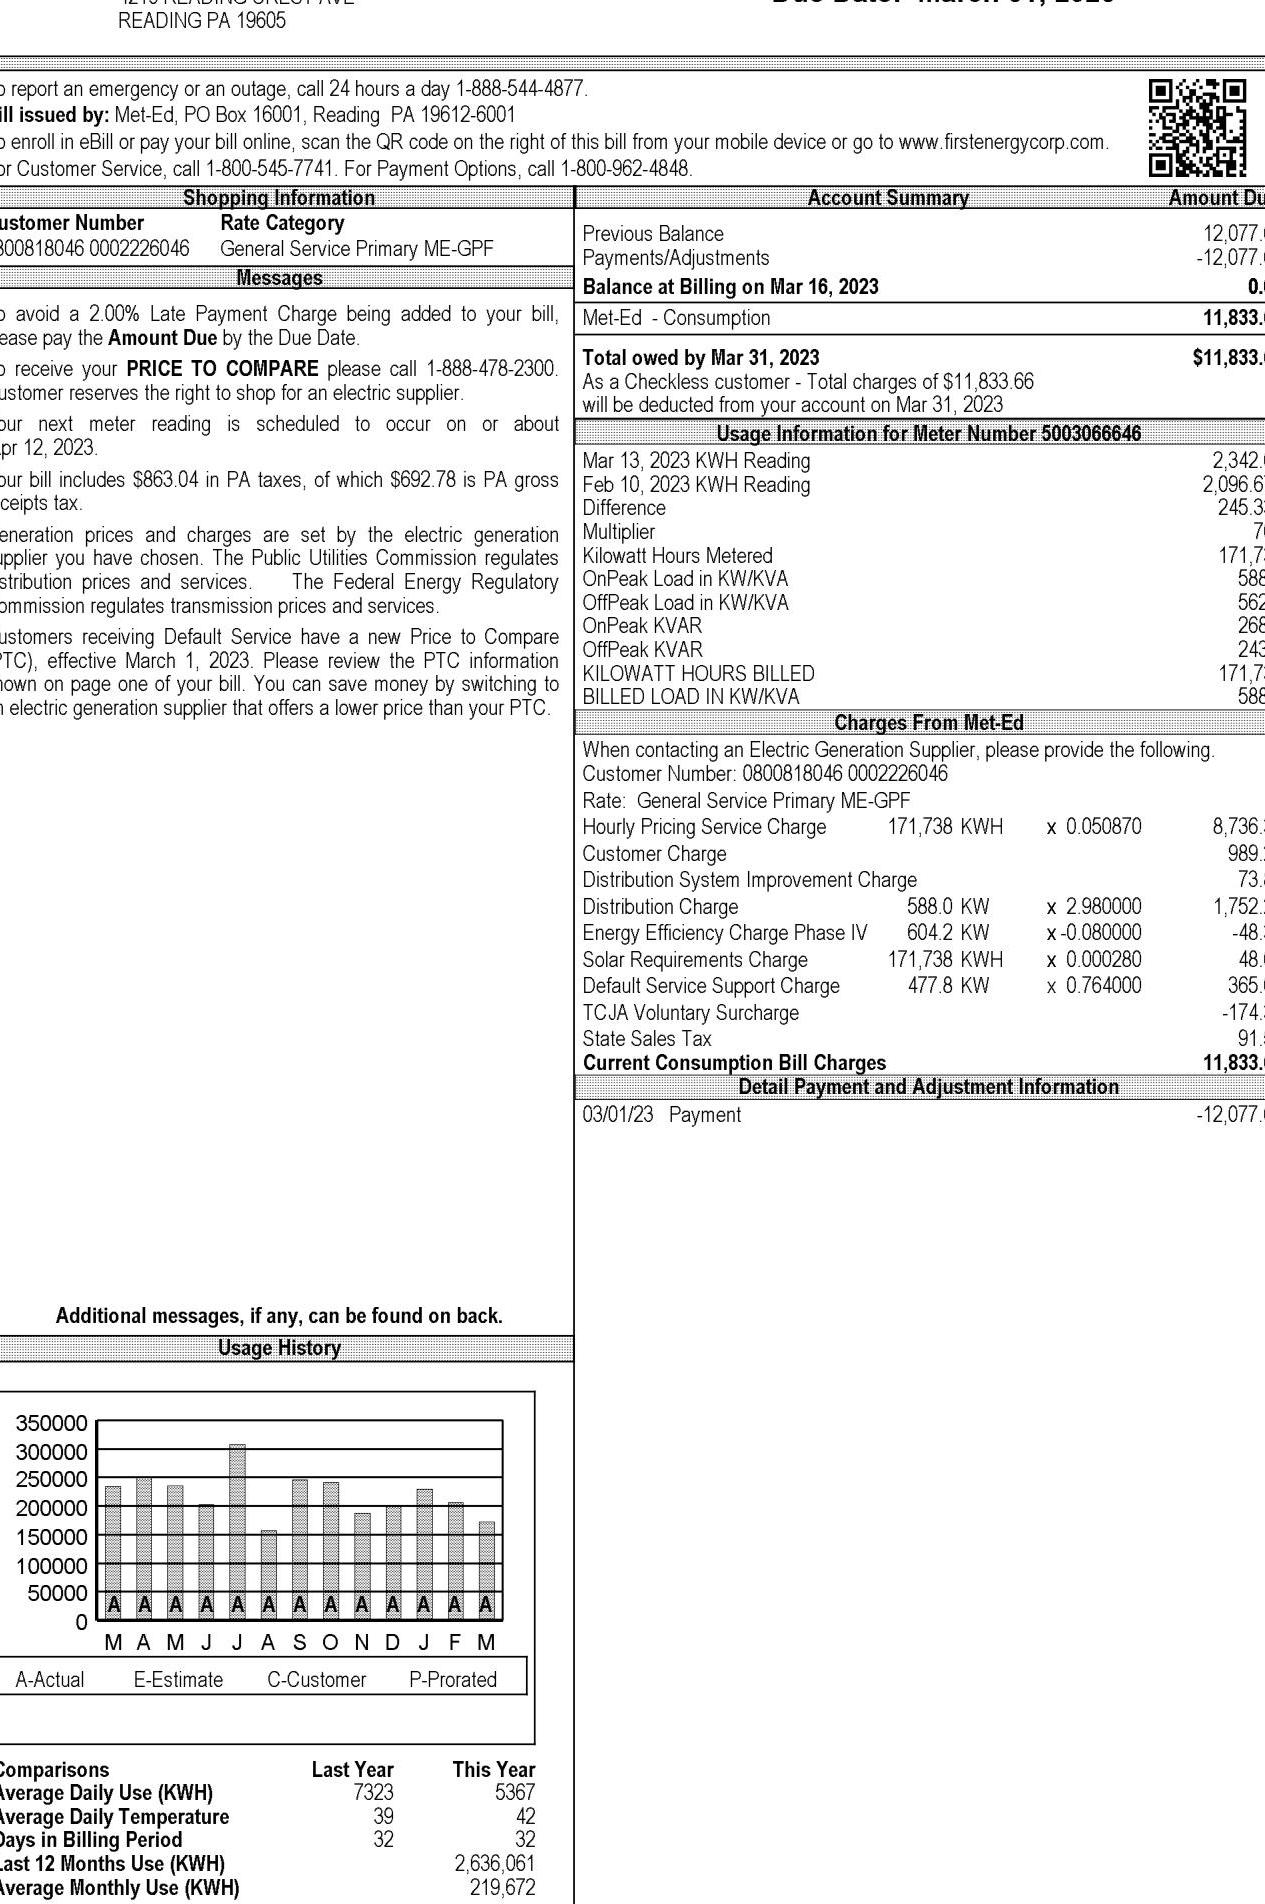 READING PA 19605
o report an emergency or an outage, call 24 hours a day 1-888-544-4877.
ill issued by: Met-Ed, PO Box 16001, Reading PA 19612-6001
o enroll in eBill or pay your bill online, scan the QR code on the right of this bill from your mobile device or go to www.firstenergycorp.com.
or Customer Service, call 1-800-545-7741. For Payment Options, call 1-800-962-4848.
Shopping Information
ustomer Number Rate Category
800818046 0002226046 General Service Primary ME-GPF
Messages
o avoid a 2.00% Late Payment Charge being added to your bill,
ease pay the Amount Due by the Due Date.
o receive your PRICE TO COMPARE please call 1-888-478-2300.
ustomer reserves the right to shop for an electric supplier.
our next meter reading is scheduled to occur on or about
pr 12, 2023.
our bill includes $863.04 in PA taxes, of which $692.78 is PA gross
ceipts tax.
eneration prices and charges are set by the electric generation
upplier you have chosen. The Public Utilities Commission regulates
stribution prices and services. The Federal Energy Regulatory
ommission regulates transmission prices and services.
ustomers receiving Default Service have a new Price to Compare
PTC), effective March 1, 2023. Please review the PTC information
hown on page one of your bill. You can save money by switching to
n electric generation supplier that offers a lower price than your PTC.
Additional messages, if any, can be found on back.
Usage History
350000
300000
250000
200000
150000
100000
50000
0
A A A A A A A A A A A A A
M A M J J A S O N D J F M
A-Actual E-Estimate C-Customer P-Prorated
Comparisons Last Year This Year
Average Daily Use (KWH) 7323 5367
Average Daily Temperature 39 42
Days in Billing Period 32 32
Last 12 Months Use (KWH) 2,636,061
Average Monthly Use (KWH) 219,672
Account Summary Amount Du
Previous Balance 12,077.
Payments/Adjustments -12,077.
Balance at Billing on Mar 16, 2023 0.
Met-Ed - Consumption 11,833.
Total owed by Mar 31, 2023 $11,833.
As a Checkless customer - Total charges of $11,833.66
will be deducted from your account on Mar 31, 2023
Usage Information for Meter Number 5003066646
Mar 13, 2023 KWH Reading 2,342.
Feb 10, 2023 KWH Reading 2,096.6
Difference 245.3
Multiplier 7
Kilowatt Hours Metered 171,7
OnPeak Load in KW/KVA 588
OffPeak Load in KW/KVA 562
OnPeak KVAR 268
OffPeak KVAR 243
KILOWATT HOURS BILLED 171,7
BILLED LOAD IN KW/KVA 588
Charges From Met-Ed
When contacting an Electric Generation Supplier, please provide the following.
Customer Number: 0800818046 0002226046
Rate: General Service Primary ME-GPF
Hourly Pricing Service Charge 171,738 KWH x 0.050870 8,736.
Customer Charge 989.
Distribution System Improvement Charge 73.
Distribution Charge 588.0 KW x 2.980000 1,752.
Energy Efficiency Charge Phase IV 604.2 KW x -0.080000 -48.
Solar Requirements Charge 171,738 KWH x 0.000280 48.
Default Service Support Charge 477.8 KW x 0.764000 365.
TCJA Voluntary Surcharge -174.
State Sales Tax 91.
Current Consumption Bill Charges 11,833.
Detail Payment and Adjustment Information
03/01/23 Payment -12,077.